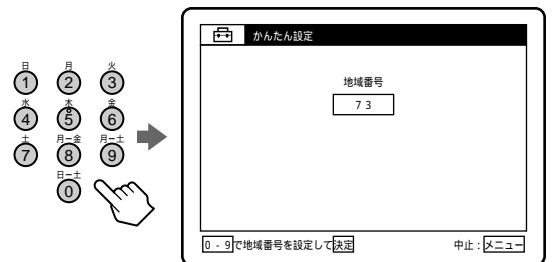 日 月 火
1 2 3
水 木 金
4 5 6
土 月ー金 月ー土
7 8 9
日ー土
0
かんたん設定
地域番号
7 3
0 - 9で地域番号を設定して決定 中止：メニュー